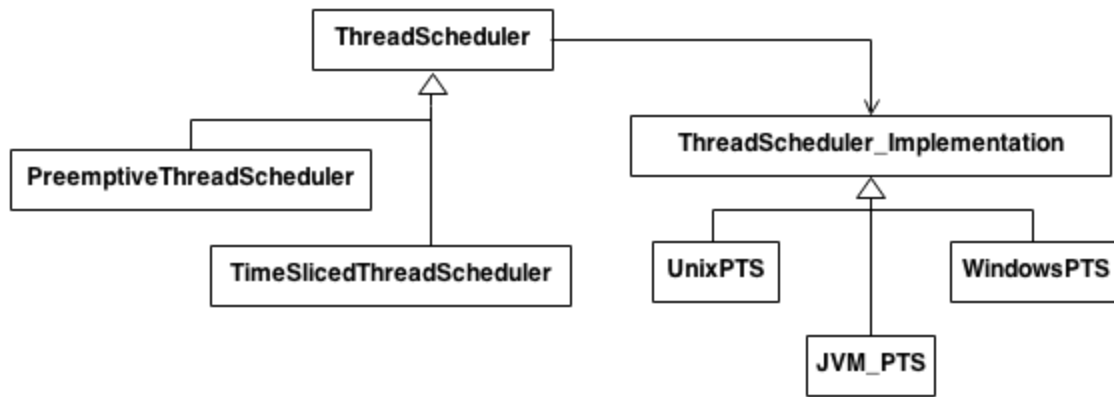 ThreadScheduler
ThreadScheduler_Implementation
PreemptiveThreadScheduler
TimeSlicedThreadScheduler
UnixPTS
WindowsPTS
JVM_PTS